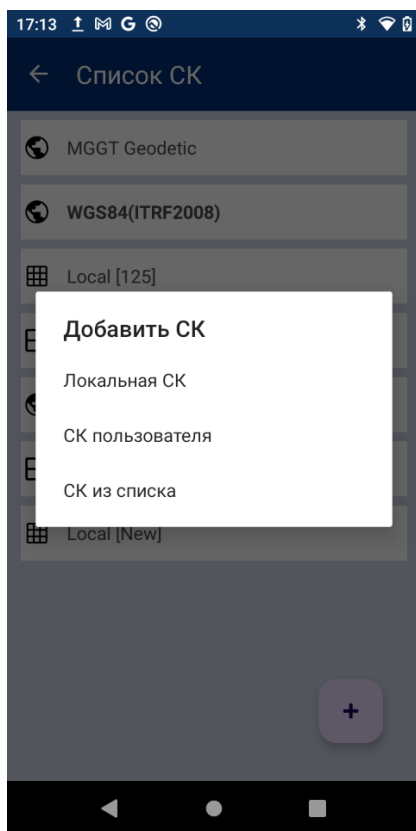 17:13
Список СК
MGGT Geodetic
WGS84(ITRF2008)
Local [125]
Добавить СК
Локальная СК
СК пользователя
СК из списка
Local [New]
+